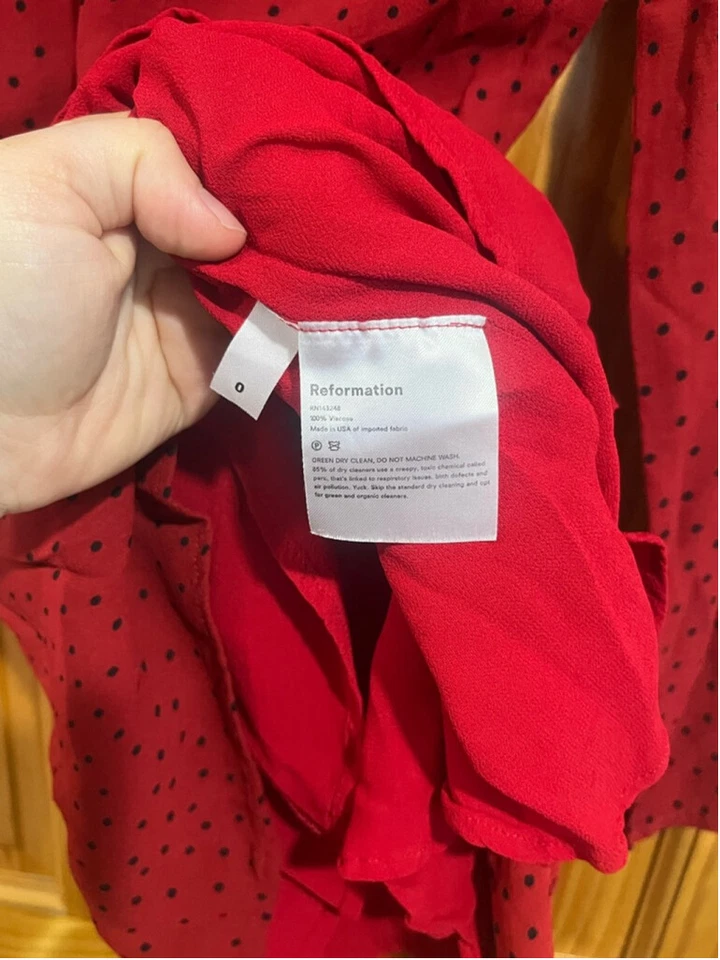 0
Reformation
RN143248
100% Viscose
Made in USA of imported fabric
GREEN DRY CLEAN, DO NOT MACHINE WASH.
85% of dry cleaners use a creepy, toxic chemical called
perc, that's linked to respiratory issues, birth defects and
air pollution. Yuck. Skip the standard dry cleaning and opt
for green and organic cleaners.